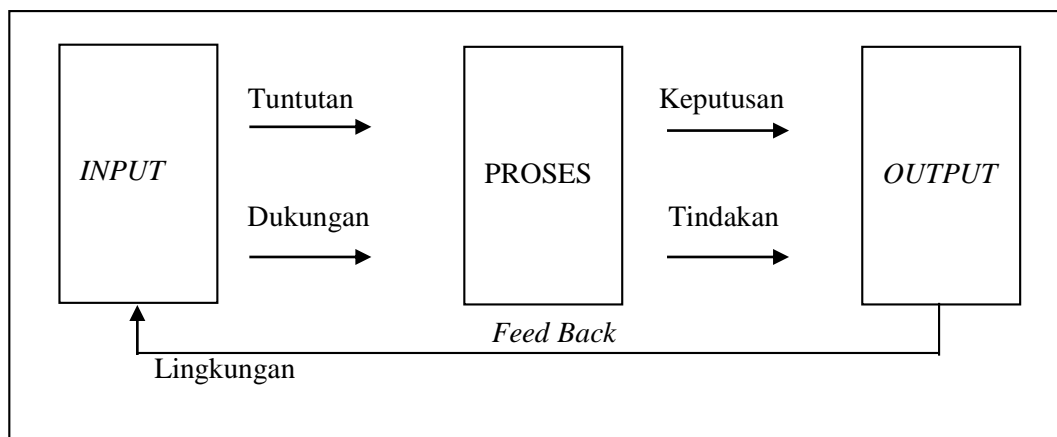 Tuntutan
Keputusan
INPUT
PROSES
OUTPUT
Dukungan
Tindakan
Feed Back
Lingkungan